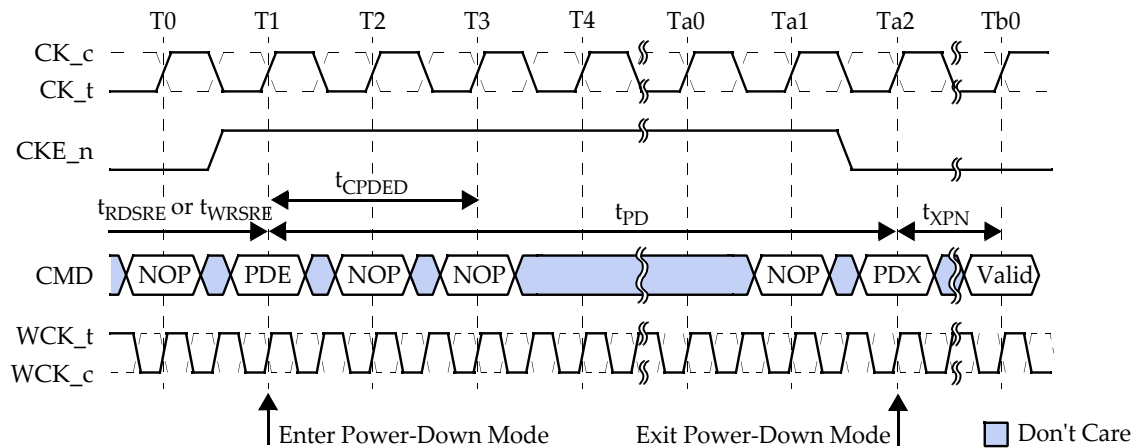 T0 T1 T2 T3 T4 Ta0 Ta1 Ta2 Tb0
CK_c
CK_t
CKE_n
tCPDED
tRDSRE or tWRSRE
tPD
tXPN
CMD NOP PDE NOP NOP NOP PDX Valid
WCK_t
WCK_c
Enter Power-Down Mode
Exit Power-Down Mode
Don't Care